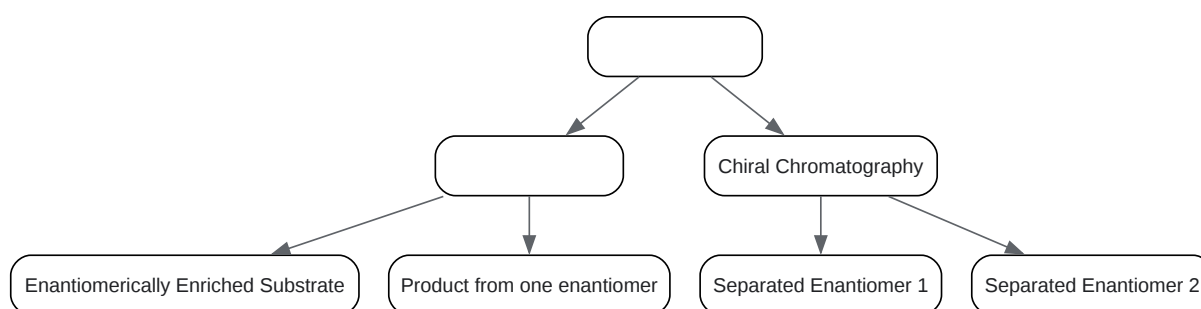 Chiral Chromatography
Enantiomerically Enriched Substrate
Product from one enantiomer
Separated Enantiomer 1
Separated Enantiomer 2